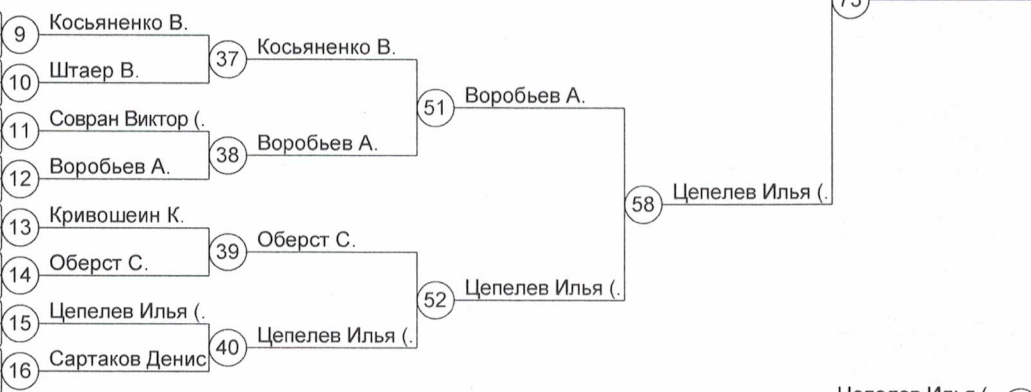 73
9 Косьяненко В.
37 Косьяненко В.
10 Штаер В.
51 Воробьев А.
11 Совран Виктор (.
38 Воробьев А.
12 Воробьев А.
58 Цепелев Илья (.
13 Кривошеин К.
39 Оберст С.
14 Оберст С.
52 Цепелев Илья (.
15 Цепелев Илья (.
40 Цепелев Илья (.
16 Сартаков Денис